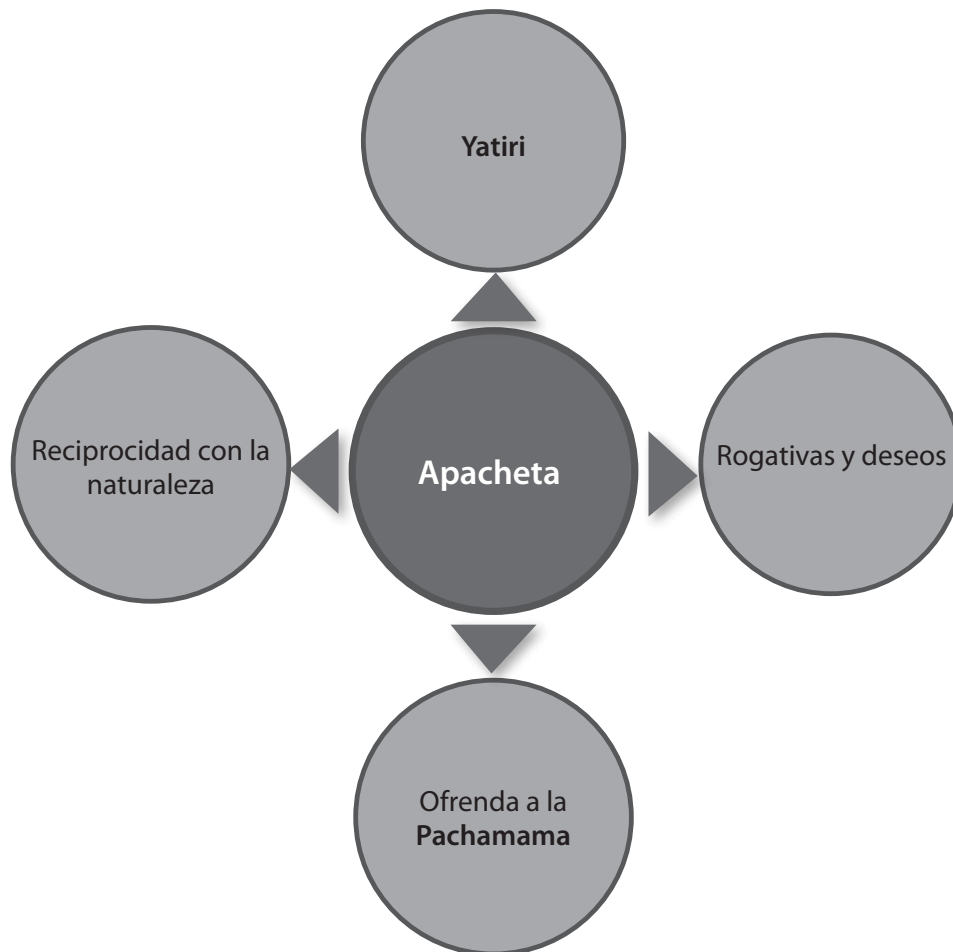 Yatiri
Reciprocidad con la
naturaleza
Apacheta
Rogativas y deseos
Ofrenda a la
Pachamama